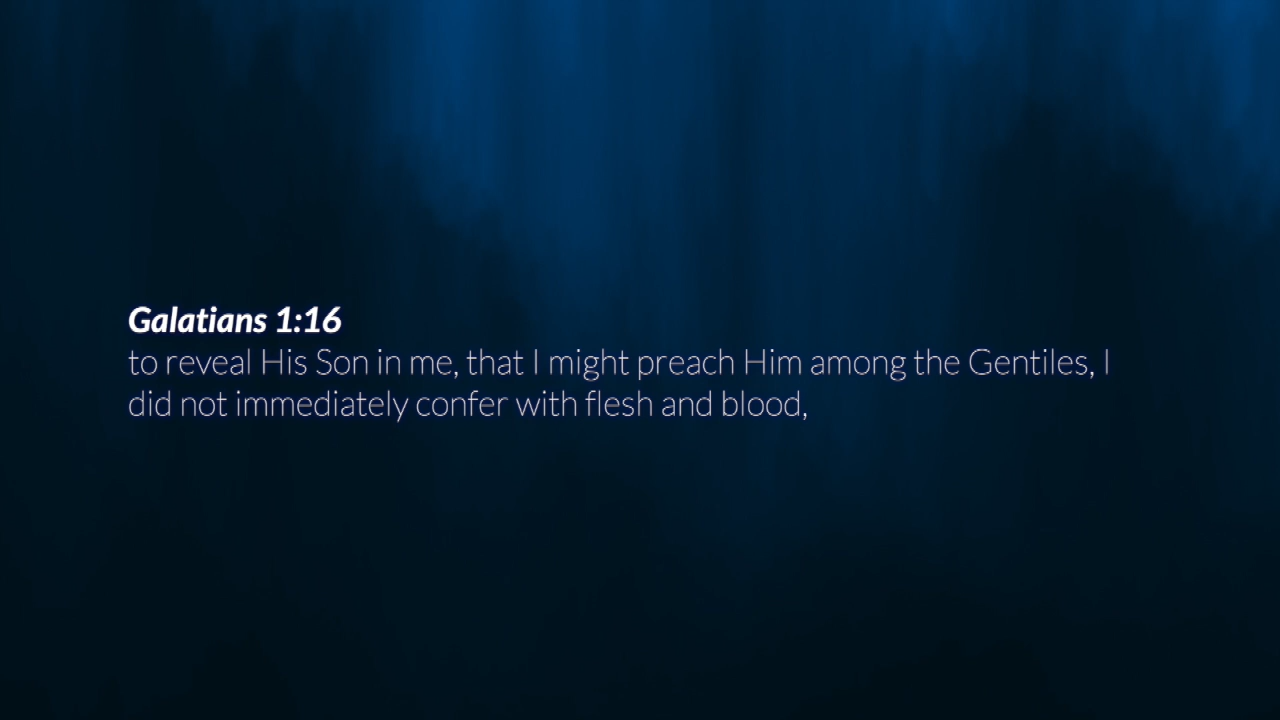 Galatians 1:16
to reveal His Son in me, that I might preach Him among the Gentiles, I
did not immediately confer with flesh and blood,